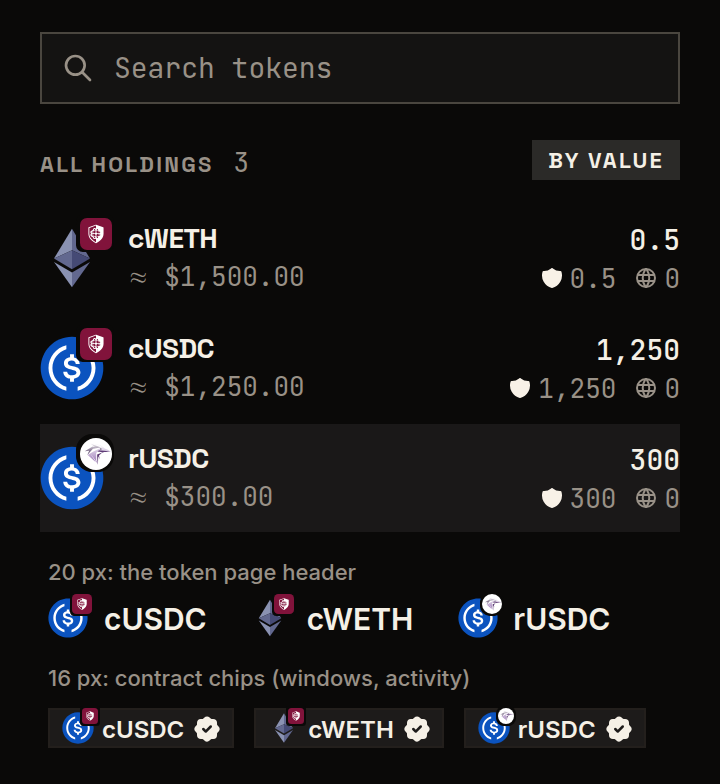 Search tokens
ALL HOLDINGS 3 BY VALUE
cWETH 0.5
≈ $1,500.00 0.5 0
cUSDC 1,250
≈ $1,250.00 1,250 0
rUSDC 300
≈ $300.00 300 0
20 px: the token page header
cUSDC cWETH rUSDC
16 px: contract chips (windows, activity)
cUSDC cWETH rUSDC